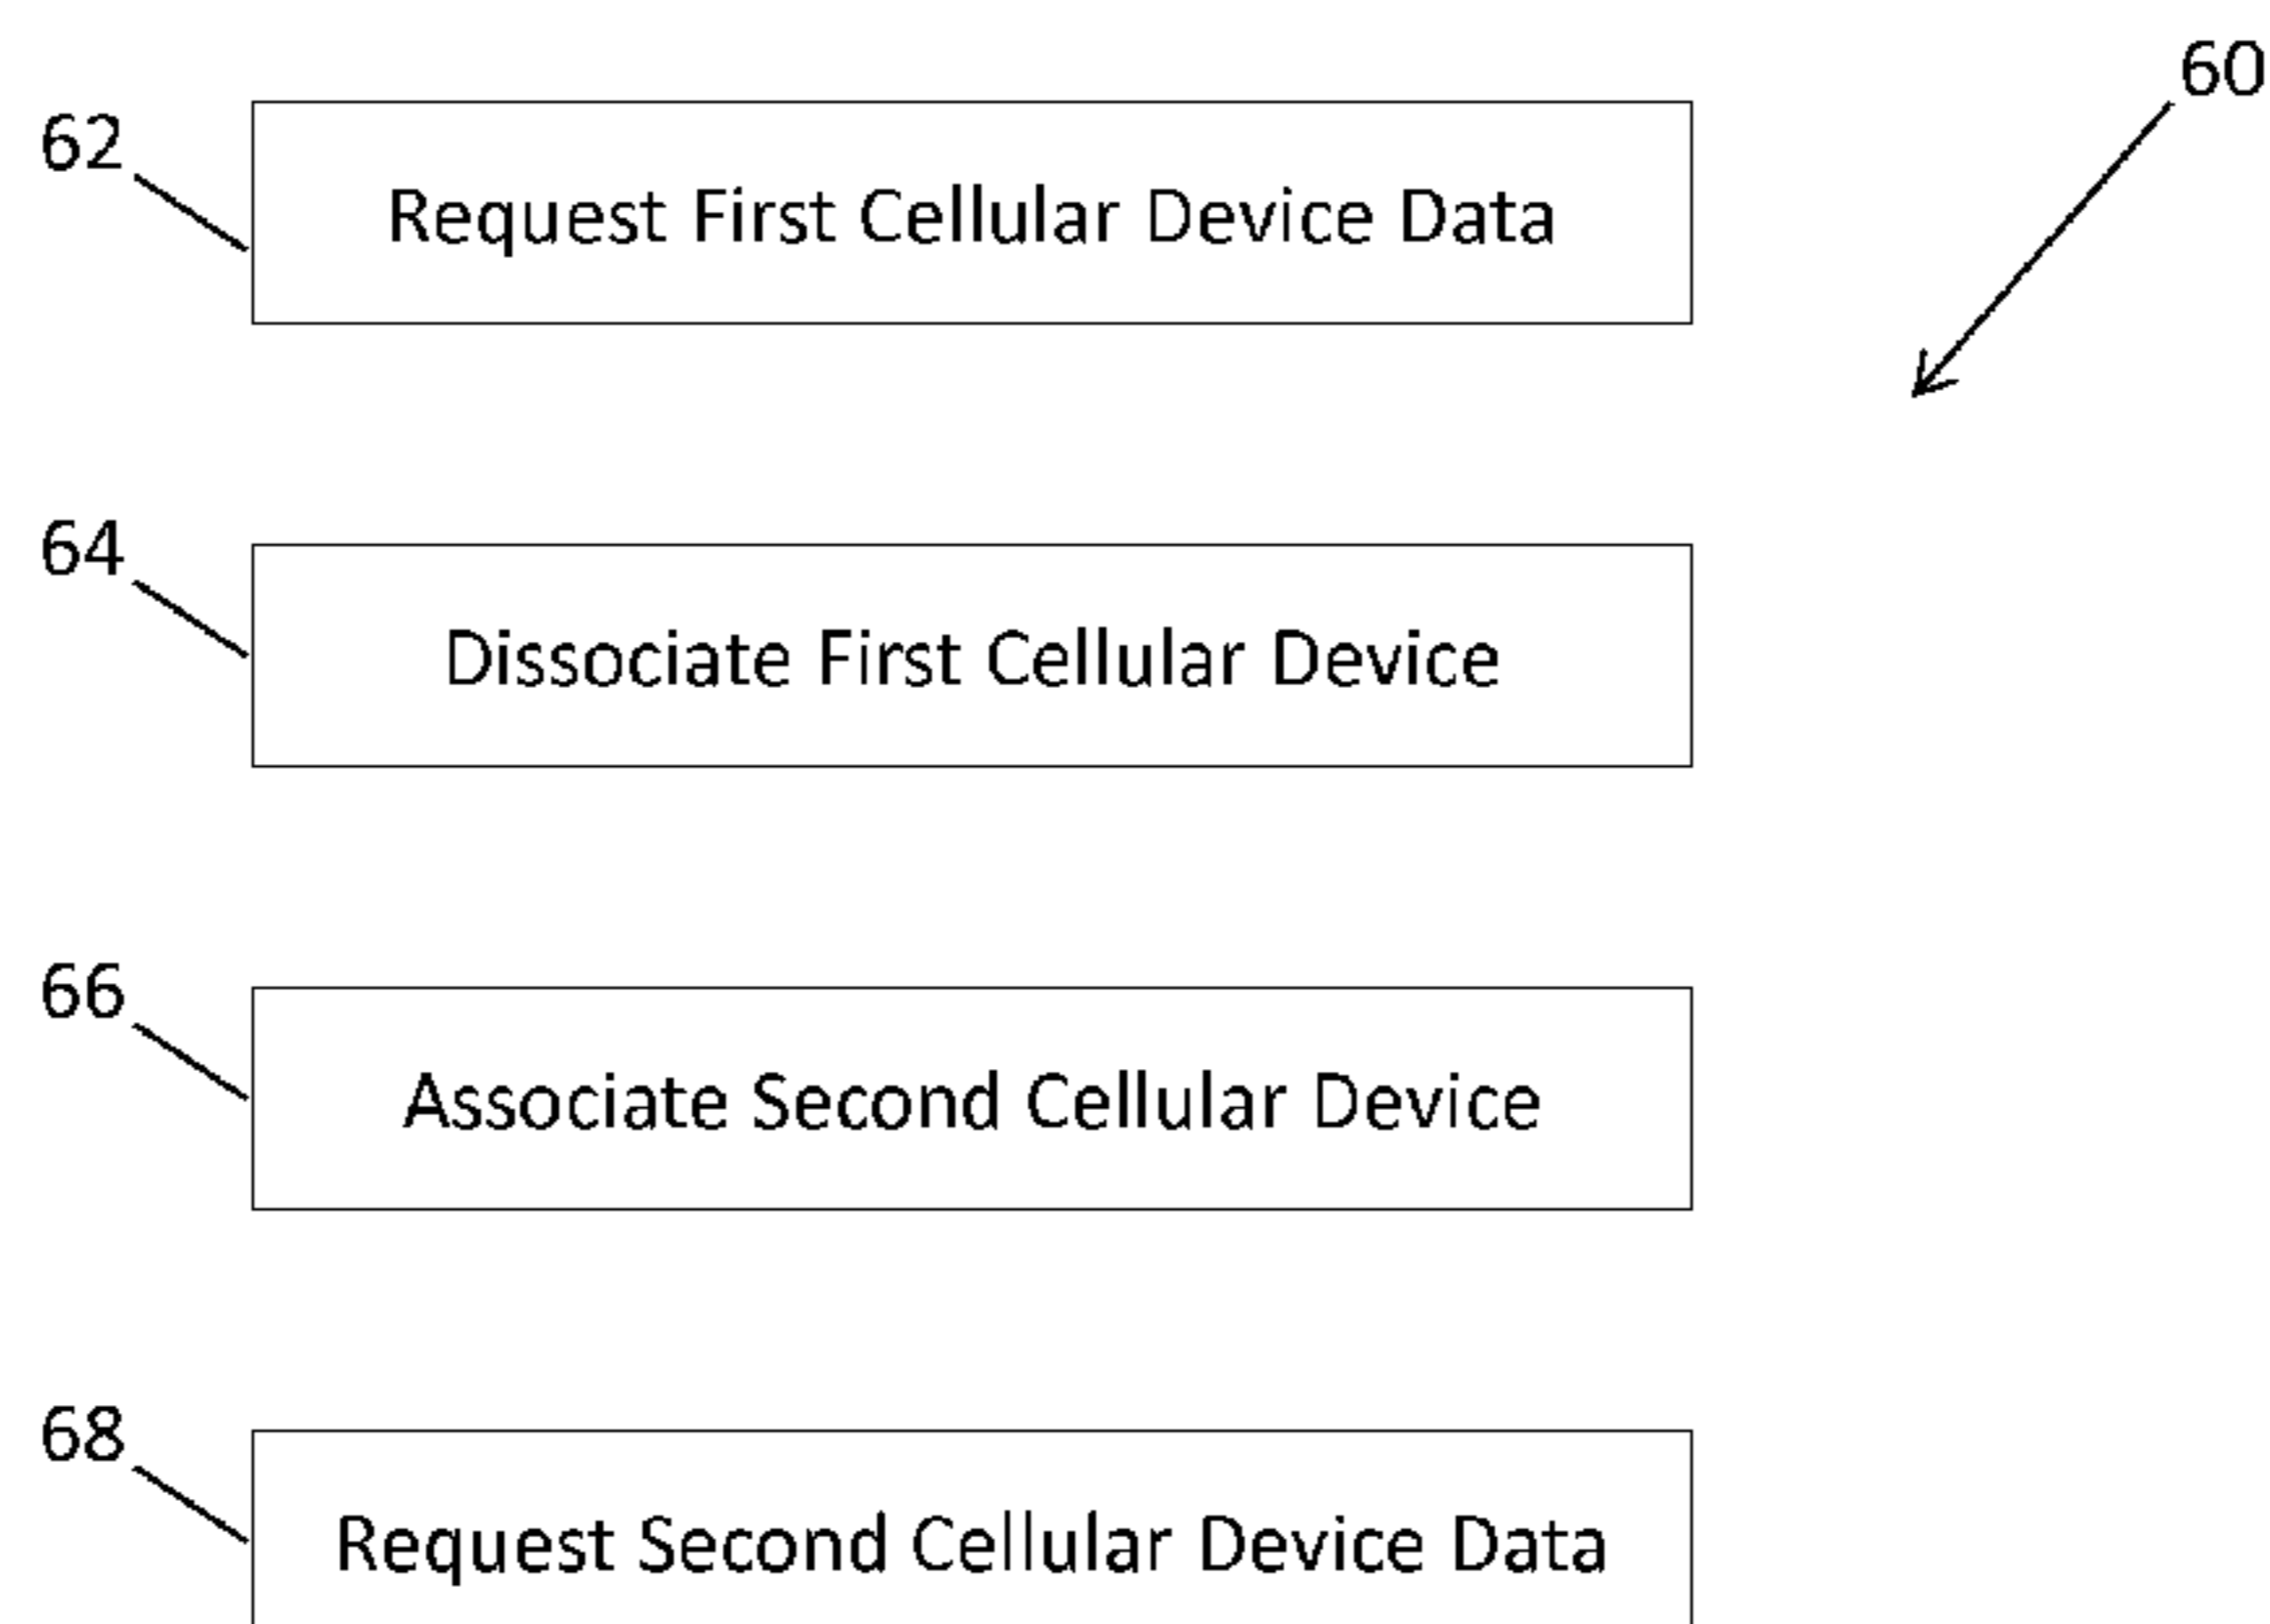 60
62
Request First Cellular Device Data
64
Dissociate First Cellular Device
66
Associate Second Cellular Device
68
Request Second Cellular Device Data